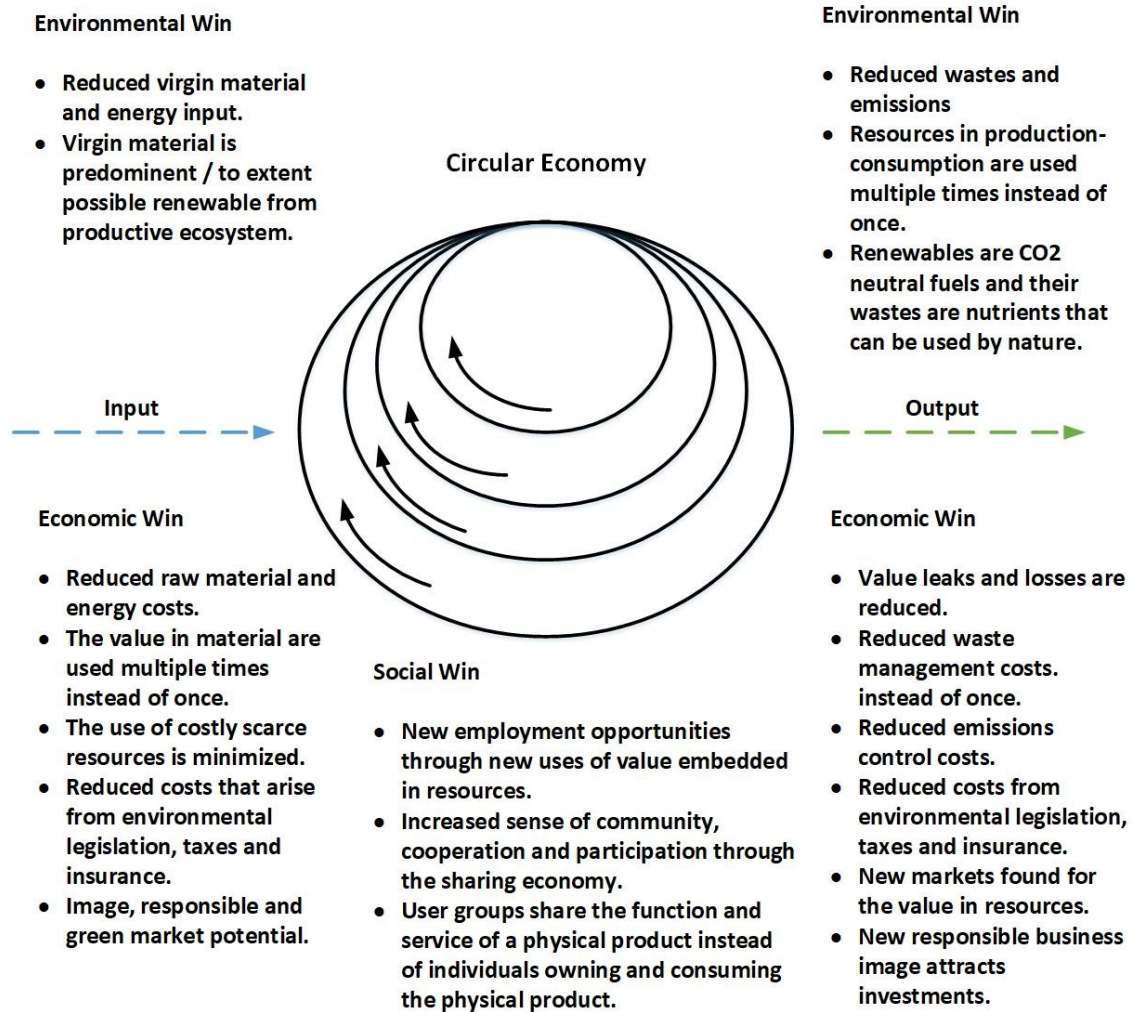 Environmental Win
• Reduced virgin material
and energy input.
• Virgin material is
predominent / to extent
possible renewable from
productive ecosystem.
Circular Economy
Environmental Win
• Reduced wastes and
emissions
• Resources in production-
consumption are used
multiple times instead of
once.
• Renewables are CO2
neutral fuels and their
wastes are nutrients that
can be used by nature.
Input
Output
Economic Win
• Reduced raw material and
energy costs.
• The value in material are
used multiple times
instead of once.
• The use of costly scarce
resources is minimized.
• Reduced costs that arise
from environmental
legislation, taxes and
insurance.
• Image, responsible and
green market potential.
Social Win
• New employment opportunities
through new uses of value embedded
in resources.
• Increased sense of community,
cooperation and participation through
the sharing economy.
• User groups share the function and
service of a physical product instead
of individuals owning and consuming
the physical product.
Economic Win
• Value leaks and losses are
reduced.
• Reduced waste
management costs.
instead of once.
• Reduced emissions
control costs.
• Reduced costs from
environmental legislation,
taxes and insurance.
• New markets found for
the value in resources.
• New responsible business
image attracts
investments.